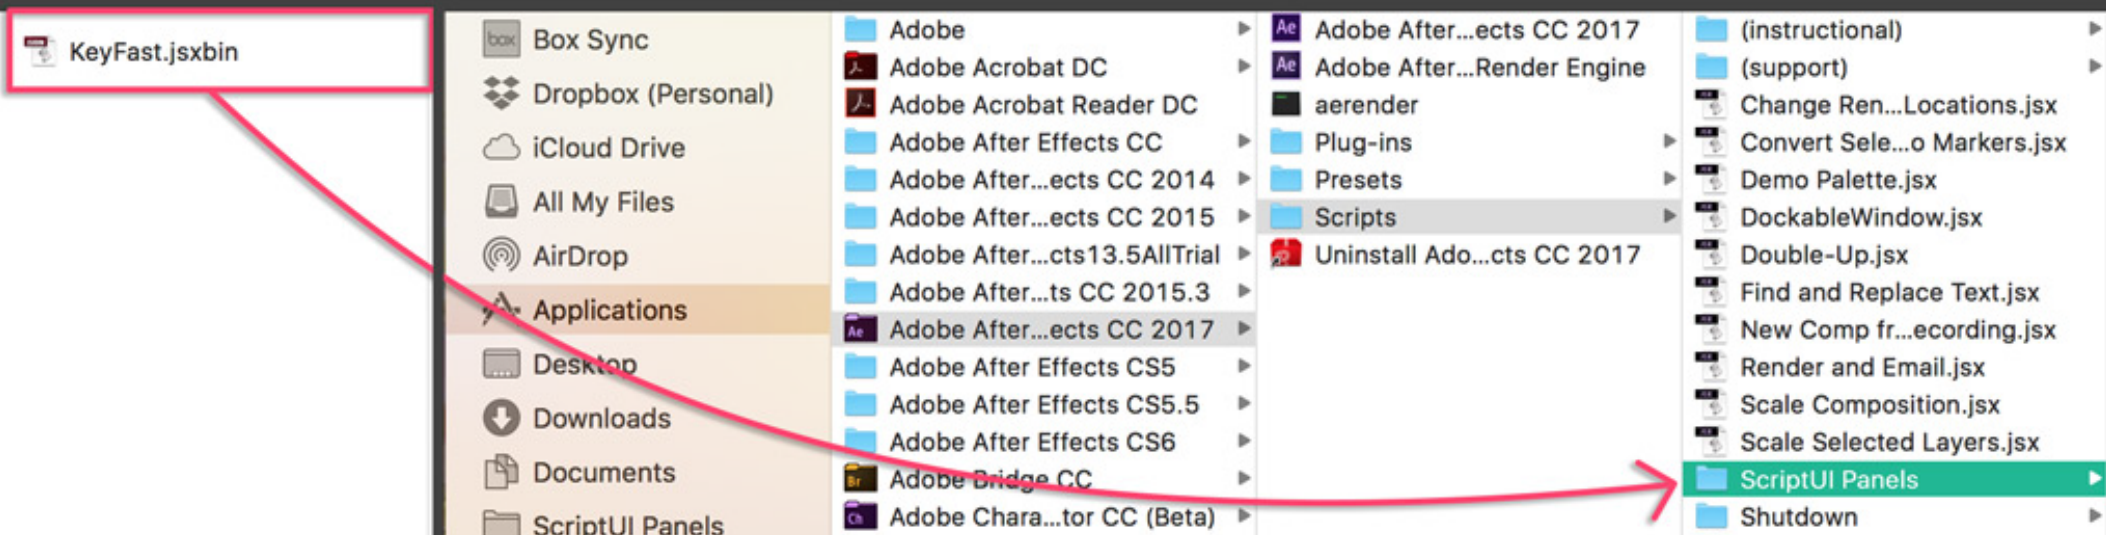 KeyFast.jsxbin
box
Box Sync
Dropbox (Personal)
iCloud Drive
All My Files
AirDrop
Applications
Desktop
Downloads
Documents
ScriptUI Panels
Adobe
Adobe Acrobat DC
Adobe Acrobat Reader DC
Adobe After Effects CC
Adobe After...ects CC 2014
Adobe After...ects CC 2015
Adobe After...cts13.5AllTrial
Adobe After...ts CC 2015.3
Ae
Adobe After...ects CC 2017
Adobe After Effects CS5
Adobe After Effects CS5.5
Adobe After Effects CS6
Br
Adobe Bridge CC
Ch
Adobe Chara...tor CC (Beta)
Ae
Adobe After...ects CC 2017
Ae
Adobe After...Render Engine
aerender
Plug-ins
Presets
Scripts
Uninstall Ado...cts CC 2017
(instructional)
(support)
Change Ren...Locations.jsx
Convert Sele...o Markers.jsx
Demo Palette.jsx
DockableWindow.jsx
Double-Up.jsx
Find and Replace Text.jsx
New Comp fr...ecording.jsx
Render and Email.jsx
Scale Composition.jsx
Scale Selected Layers.jsx
ScriptUI Panels
Shutdown